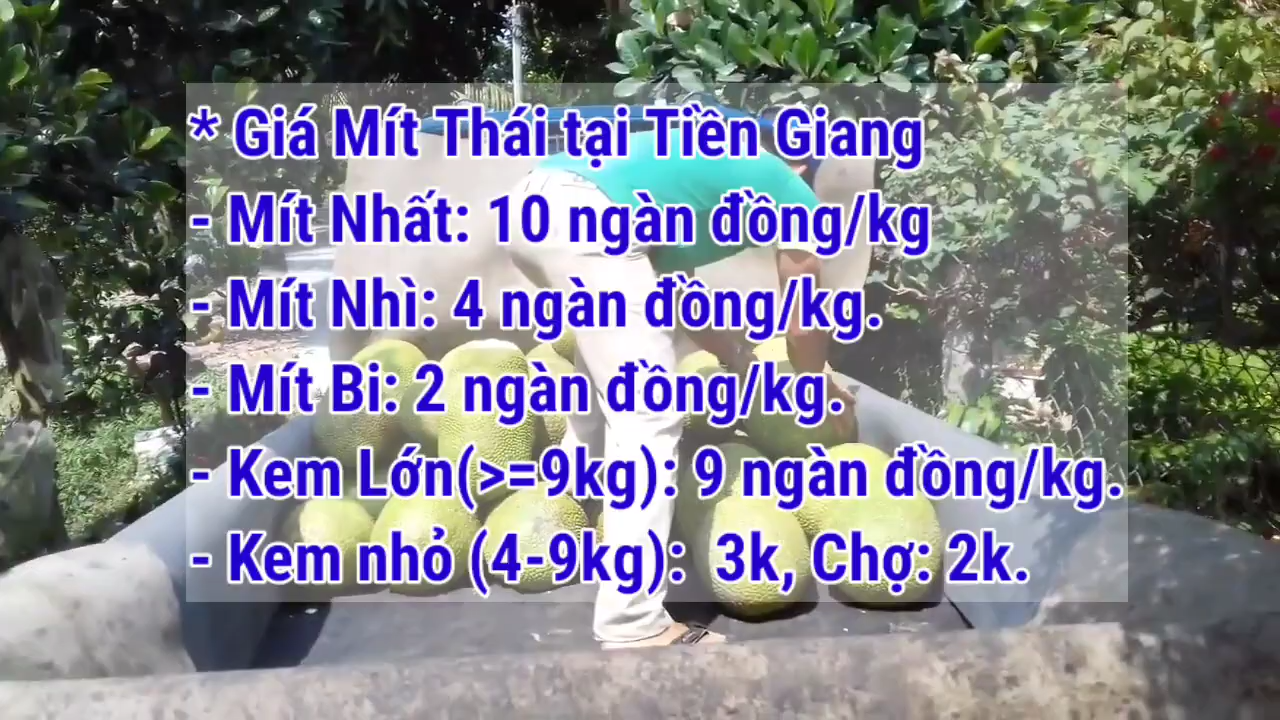 * Giá Mít Thái tại Tiền Giang
- Mít Nhất: 10 ngàn đồng/kg
- Mít Nhì: 4 ngàn đồng/kg.
- Mít Bi: 2 ngàn đồng/kg.
- Kem Lớn(>=9kg): 9 ngàn đồng/kg.
- Kem nhỏ (4-9kg):  3k, Chợ: 2k.